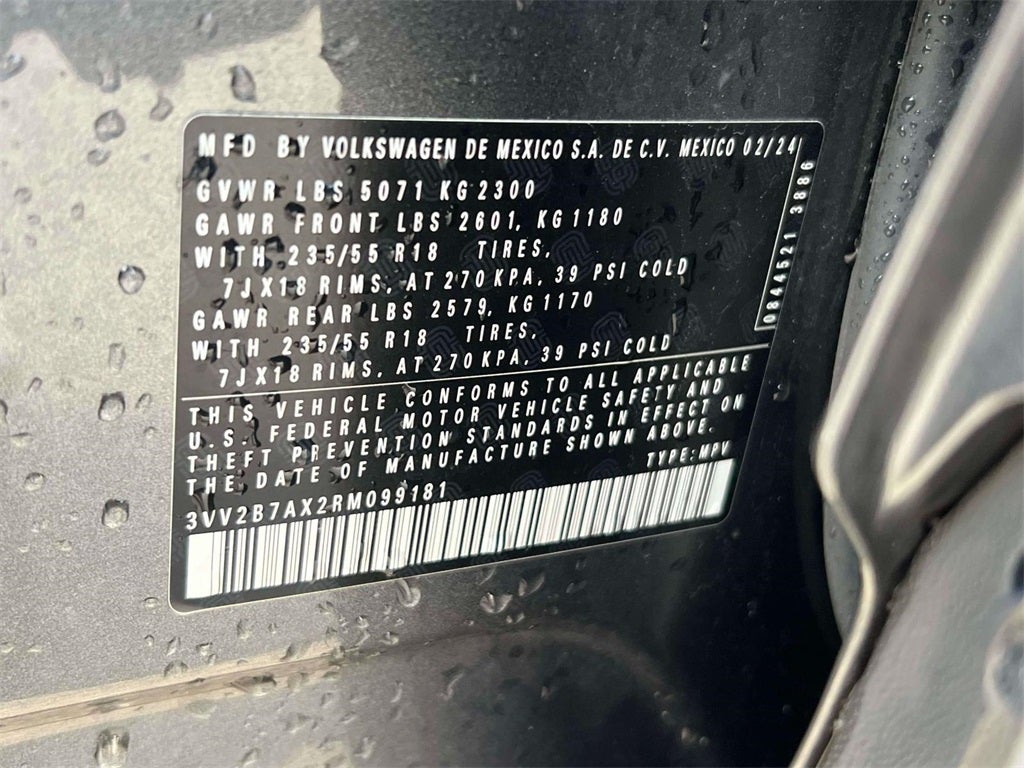 MFD BY VOLKSWAGEN DE MEXICO S.A. DE C.V. MEXICO 02/24
GVWR LBS 5071 KG 2300
GAWR FRONT LBS 2601, KG 1180
WITH 235/55 R18 TIRES,
7JX18 RIMS, AT 270 KPA, 39 PSI COLD
GAWR REAR LBS 2579, KG 1170
WITH 235/55 R18 TIRES,
7JX18 RIMS, AT 270 KPA, 39 PSI COLD
0844521 3886
THIS VEHICLE CONFORMS TO ALL APPLICABLE
U.S. FEDERAL MOTOR VEHICLE SAFETY AND
THEFT PREVENTION STANDARDS IN EFFECT ON
THE DATE OF MANUFACTURE SHOWN ABOVE.
3VV2B7AX2RM099181 TYPE: MPV